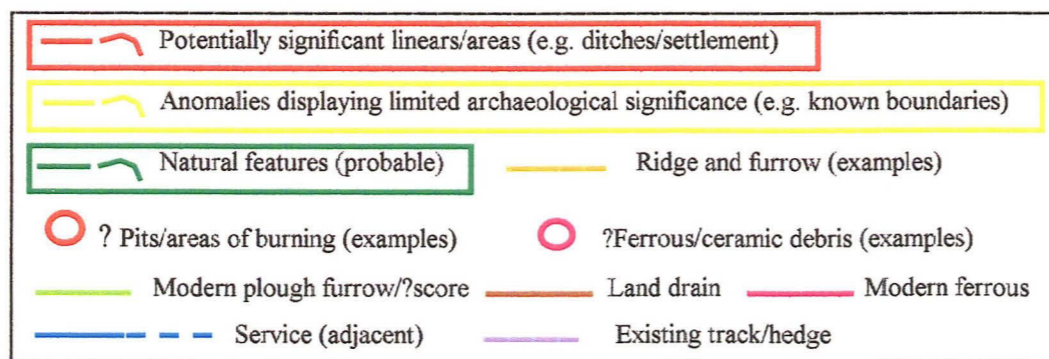 Potentially significant linears/areas (e.g. ditches/settlement)
Anomalies displaying limited archaeological significance (e.g. known boundaries)
Natural features (probable) Ridge and furrow (examples)
? Pits/areas of burning (examples) ?Ferrous/ceramic debris (examples)
Modern plough furrow/?score Land drain Modern ferrous
Service (adjacent) Existing track/hedge